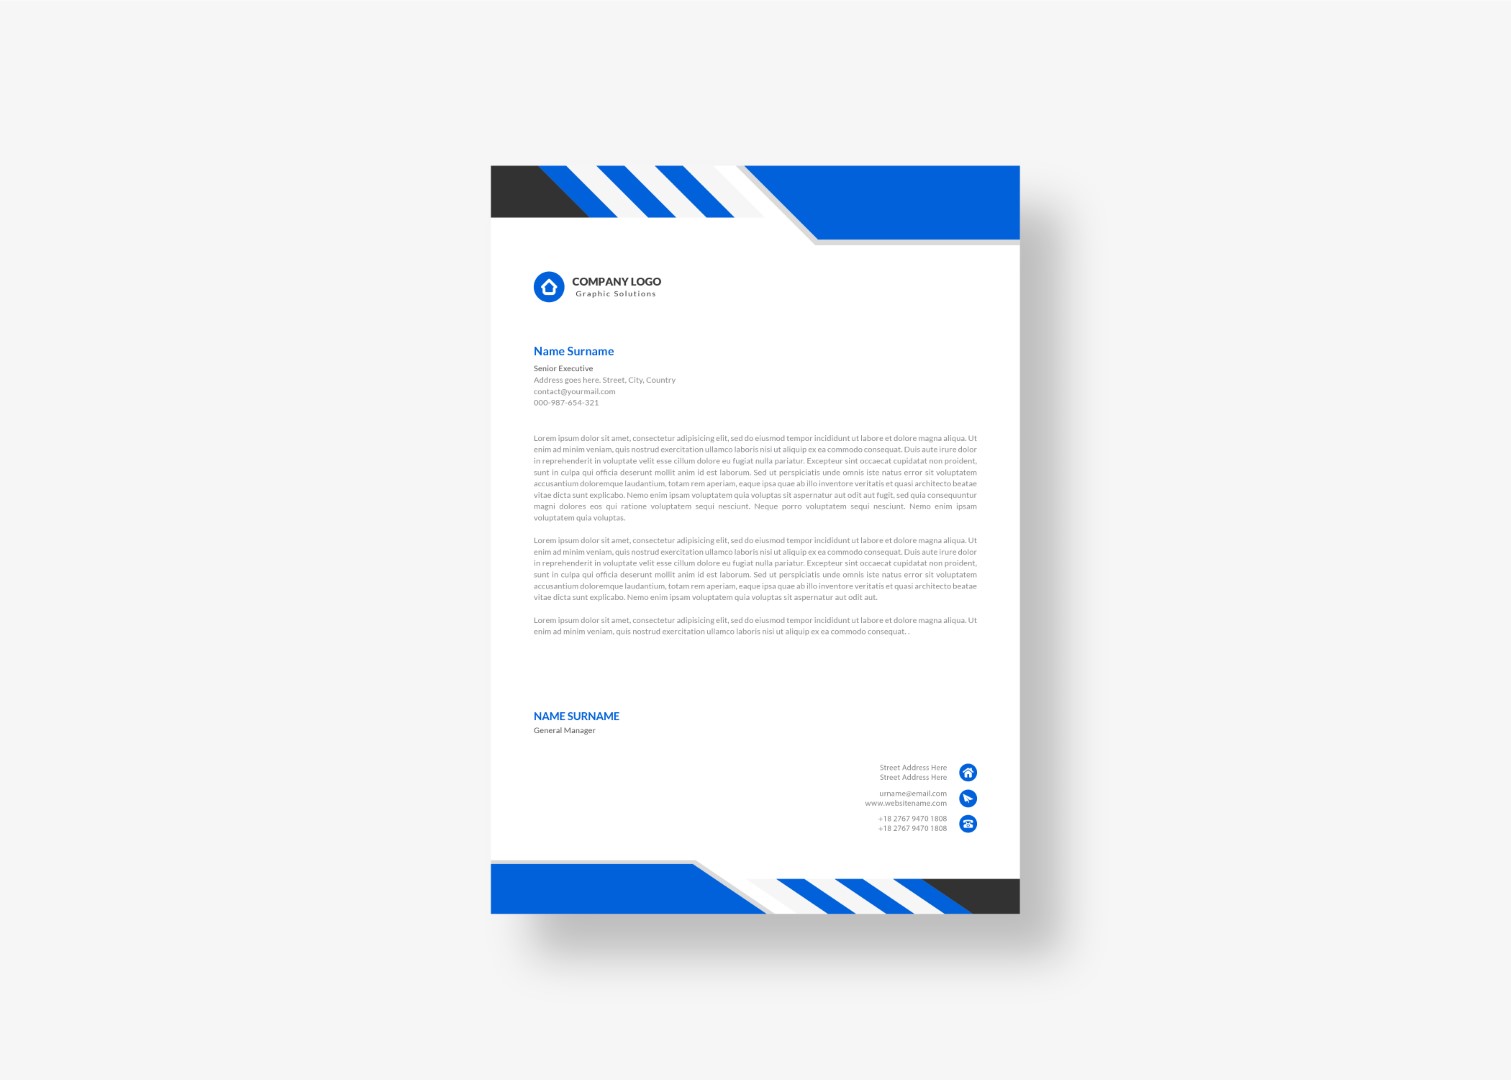 COMPANY LOGO
Graphic Solutions
Name Surname
Senior Executive
Address goes here. Street, City, Country
contact@yourmail.com
000-987-654-321
Lorem ipsum dolor sit amet, consectetur adipisicing elit, sed do eiusmod tempor incididunt ut labore et dolore magna aliqua. Ut
enim ad minim veniam, quis nostrud exercitation ullamco laboris nisi ut aliquip ex ea commodo consequat. Duis aute irure dolor
in reprehenderit in voluptate velit esse cillum dolore eu fugiat nulla pariatur. Excepteur sint occaecat cupidatat non proident,
sunt in culpa qui officia deserunt mollit anim id est laborum. Sed ut perspiciatis unde omnis iste natus error sit voluptatem
accusantium doloremque laudantium, totam rem aperiam, eaque ipsa quae ab illo inventore veritatis et quasi architecto beatae
vitae dicta sunt explicabo. Nemo enim ipsam voluptatem quia voluptas sit aspernatur aut odit aut fugit, sed quia consequuntur
magni dolores eos qui ratione voluptatem sequi nesciunt. Neque porro voluptatem sequi nesciunt. Nemo enim ipsam
voluptatem quia voluptas.
Lorem ipsum dolor sit amet, consectetur adipisicing elit, sed do eiusmod tempor incididunt ut labore et dolore magna aliqua. Ut
enim ad minim veniam, quis nostrud exercitation ullamco laboris nisi ut aliquip ex ea commodo consequat. Duis aute irure dolor
in reprehenderit in voluptate velit esse cillum dolore eu fugiat nulla pariatur. Excepteur sint occaecat cupidatat non proident,
sunt in culpa qui officia deserunt mollit anim id est laborum. Sed ut perspiciatis unde omnis iste natus error sit voluptatem
accusantium doloremque laudantium, totam rem aperiam, eaque ipsa quae ab illo inventore veritatis et quasi architecto beatae
vitae dicta sunt explicabo. Nemo enim ipsam voluptatem quia voluptas sit aspernatur aut odit aut.
Lorem ipsum dolor sit amet, consectetur adipisicing elit, sed do eiusmod tempor incididunt ut labore et dolore magna aliqua. Ut
enim ad minim veniam, quis nostrud exercitation ullamco laboris nisi ut aliquip ex ea commodo consequat. .
NAME SURNAME
General Manager
Street Address Here
Street Address Here
urname@email.com
www.websitename.com
+18 2767 9470 1808
+18 2767 9470 1808